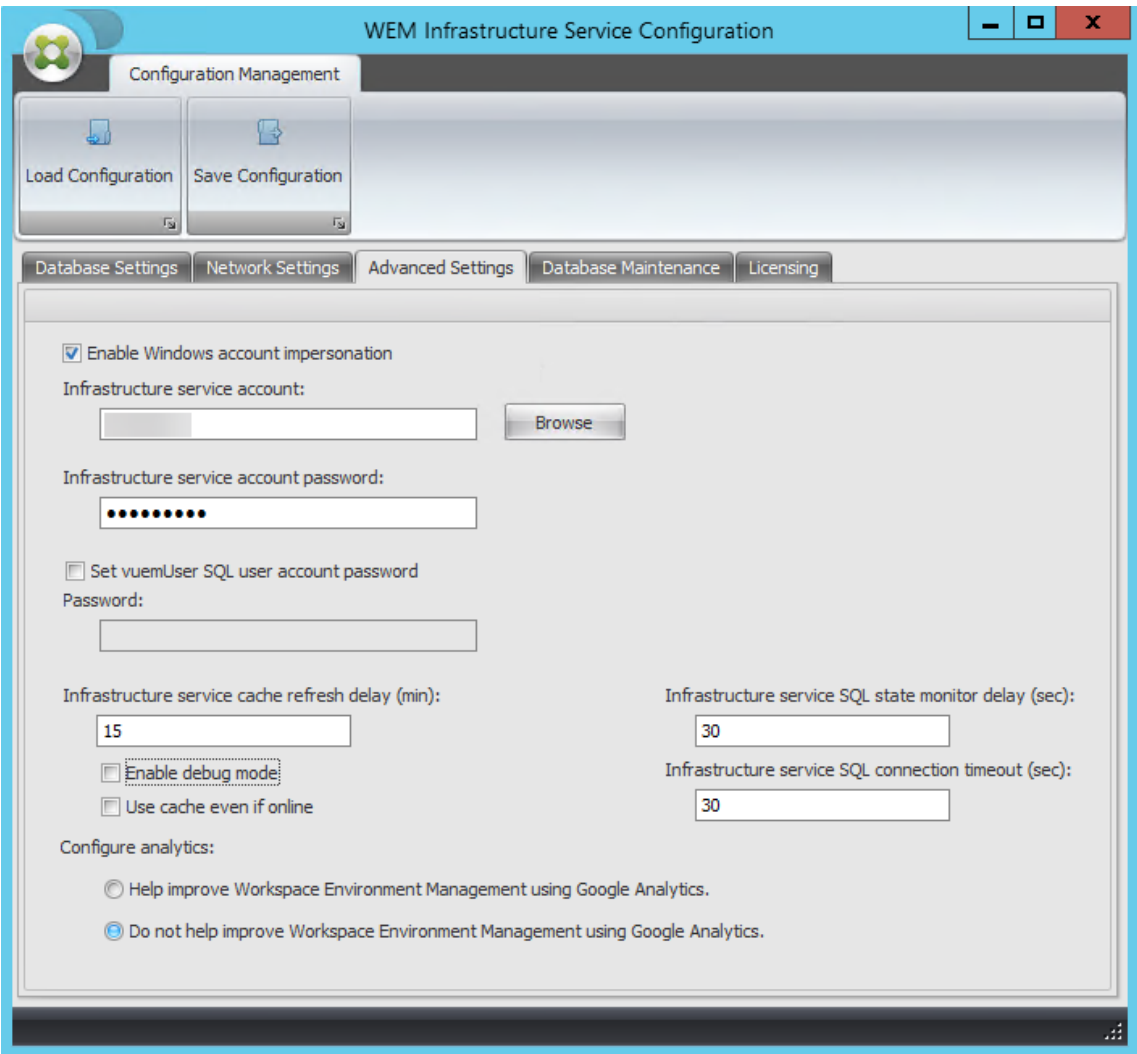 WEM Infrastructure Service Configuration
Configuration Management
Load Configuration
Save Configuration
Database Settings
Network Settings
Advanced Settings
Database Maintenance
Licensing
Enable Windows account impersonation
Infrastructure service account:
Browse
Infrastructure service account password:
•••••••••
Set vuemUser SQL user account password
Password:
Infrastructure service cache refresh delay (min):
15
Infrastructure service SQL state monitor delay (sec):
30
Enable debug mode
Infrastructure service SQL connection timeout (sec):
Use cache even if online
30
Configure analytics:
Help improve Workspace Environment Management using Google Analytics.
Do not help improve Workspace Environment Management using Google Analytics.